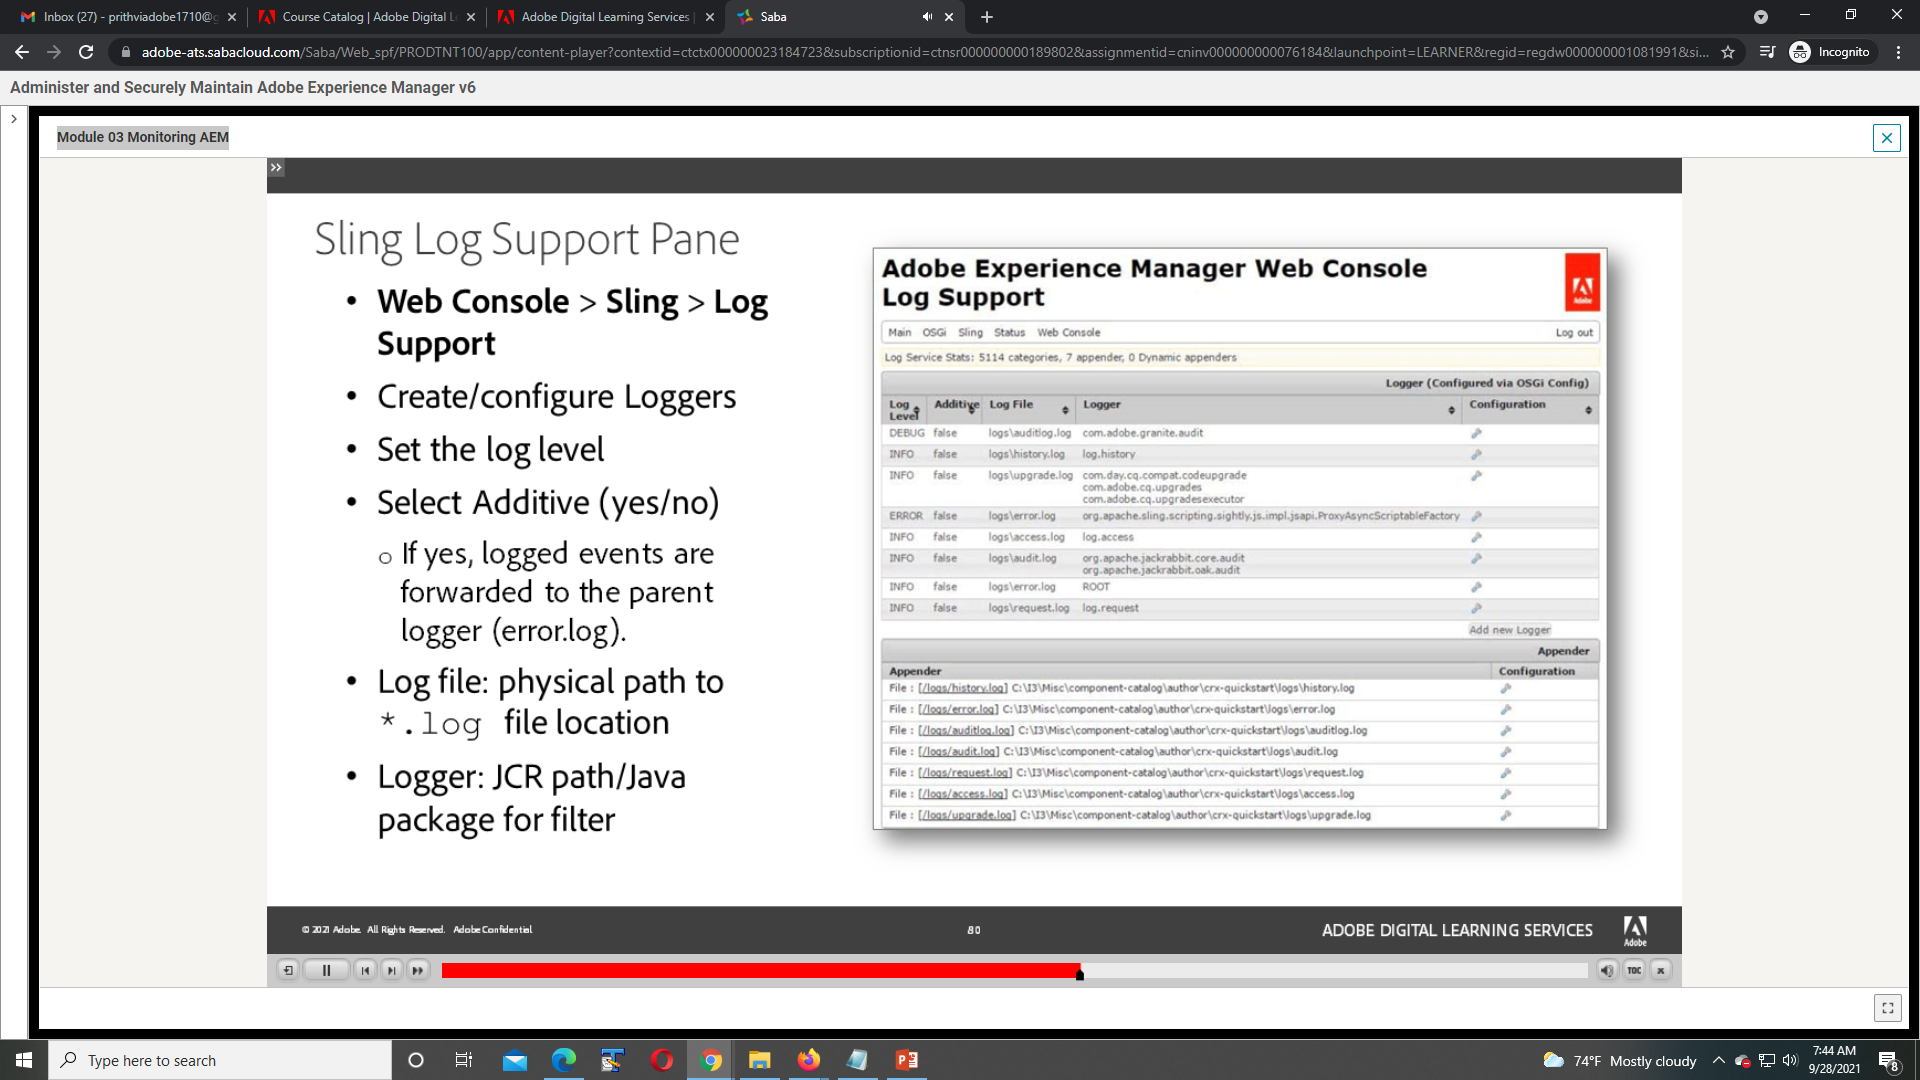 Inbox (27) - prithviadobe1710@g
Course Catalog | Adobe Digital L
Adobe Digital Learning Services |
Saba
adobe-ats.sabacloud.com/Saba/Web_spf/PRODTNT100/app/content-player?contextid=ctctx000000023184723&subscriptionid=ctnsr0000000000189802&assignmentid=cninv000000000076184&launchpoint=LEARNER&regid=regdw000000001081991&si...
Incognito
Administer and Securely Maintain Adobe Experience Manager v6
Module 03 Monitoring AEM
Sling Log Support Pane
• Web Console > Sling > Log
Support
• Create/configure Loggers
• Set the log level
• Select Additive (yes/no)
o If yes, logged events are
forwarded to the parent
logger (error.log).
• Log file: physical path to
*.log file location
• Logger: JCR path/Java
package for filter
Adobe Experience Manager Web Console
Log Support
Adobe
Main OSGi Sling Status Web Console Log out
Log Service Stats: 5114 categories, 7 appender, 0 Dynamic appenders
Logger (Configured via OSGi Config)
Log Level Additive Log File Logger Configuration
DEBUG false logs\auditlog.log com.adobe.granite.audit
INFO false logs\history.log log.history
INFO false logs\upgrade.log com.day.cq.compat.codeupgrade
com.adobe.cq.upgrades
com.adobe.cq.upgradesexecutor
ERROR false logs\error.log org.apache.sling.scripting.sightly.js.impl.jsapi.ProxyAsyncScriptableFactory
INFO false logs\access.log log.access
INFO false logs\audit.log org.apache.jackrabbit.core.audit
org.apache.jackrabbit.oak.audit
INFO false logs\error.log ROOT
INFO false logs\request.log log.request
Add new Logger
Appender
Appender Configuration
File : [/logs/history.log] C:\I3\Misc\component-catalog\author\crx-quickstart\logs\history.log
File : [/logs/error.log] C:\I3\Misc\component-catalog\author\crx-quickstart\logs\error.log
File : [/logs/auditlog.log] C:\I3\Misc\component-catalog\author\crx-quickstart\logs\auditlog.log
File : [/logs/audit.log] C:\I3\Misc\component-catalog\author\crx-quickstart\logs\audit.log
File : [/logs/request.log] C:\I3\Misc\component-catalog\author\crx-quickstart\logs\request.log
File : [/logs/access.log] C:\I3\Misc\component-catalog\author\crx-quickstart\logs\access.log
File : [/logs/upgrade.log] C:\I3\Misc\component-catalog\author\crx-quickstart\logs\upgrade.log
© 2021 Adobe. All Rights Reserved. Adobe Confidential.
80
ADOBE DIGITAL LEARNING SERVICES
Adobe
TOC
Type here to search
74°F Mostly cloudy
7:44 AM
9/28/2021
8